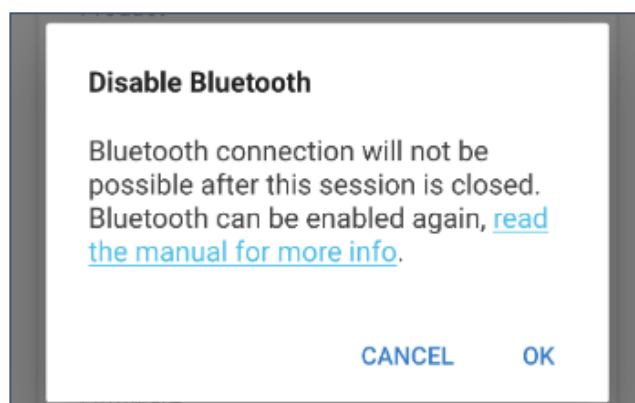 Disable Bluetooth
Bluetooth connection will not be
possible after this session is closed.
Bluetooth can be enabled again, read
the manual for more info.
CANCEL OK